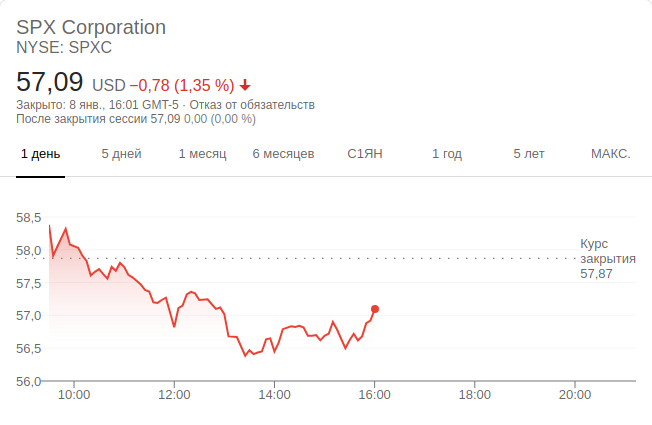 SPX Corporation
NYSE: SPXC
57,09 USD −0,78 (1,35 %)
Закрыто: 8 янв., 16:01 GMT-5 · Отказ от обязательств
После закрытия сессии 57,09 0,00 (0,00 %)
1 день 5 дней 1 месяц 6 месяцев С1ЯН 1 год 5 лет МАКС.
58,5
58,0
57,5
57,0
56,5
56,0
Курс
закрытия
57,87
10:00 12:00 14:00 16:00 18:00 20:00